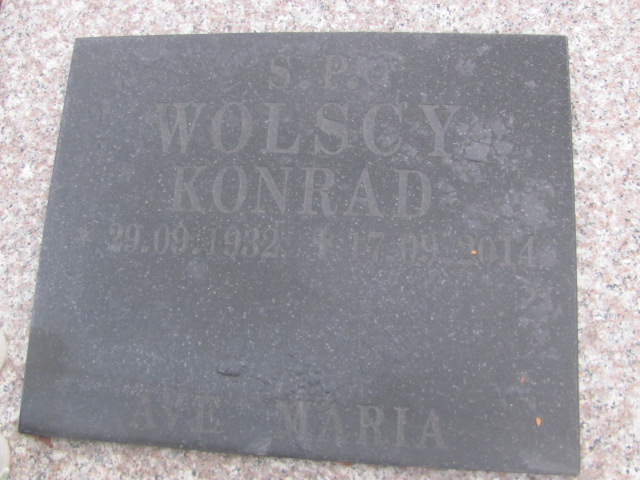 S. P.
WOLSCY
KONRAD
* 29.09.1932 † 17.09.2014
AVE MARIA